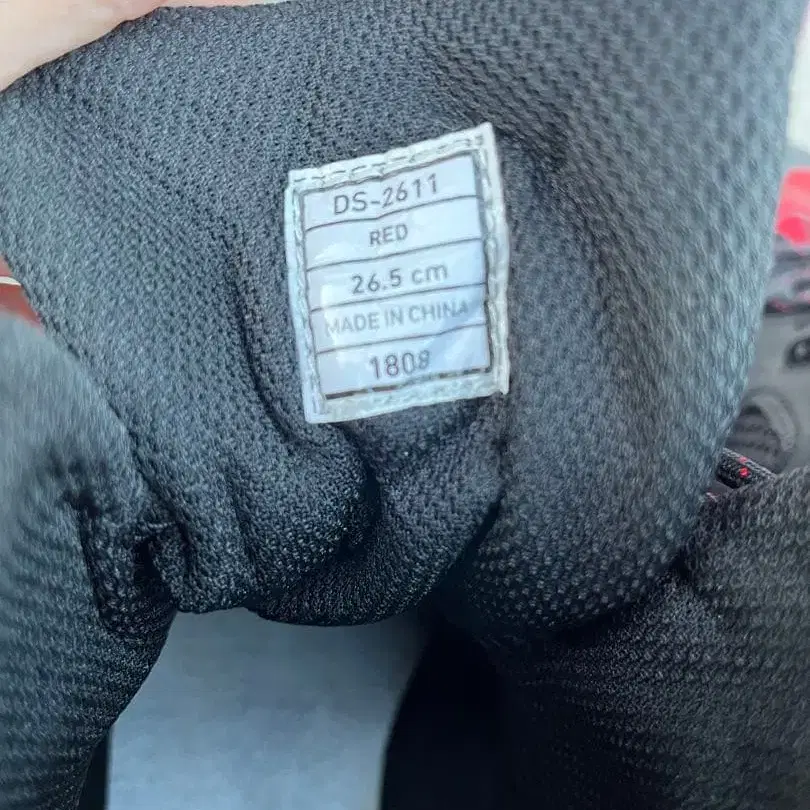 DS-2611
RED
26.5 cm
MADE IN CHINA
1808